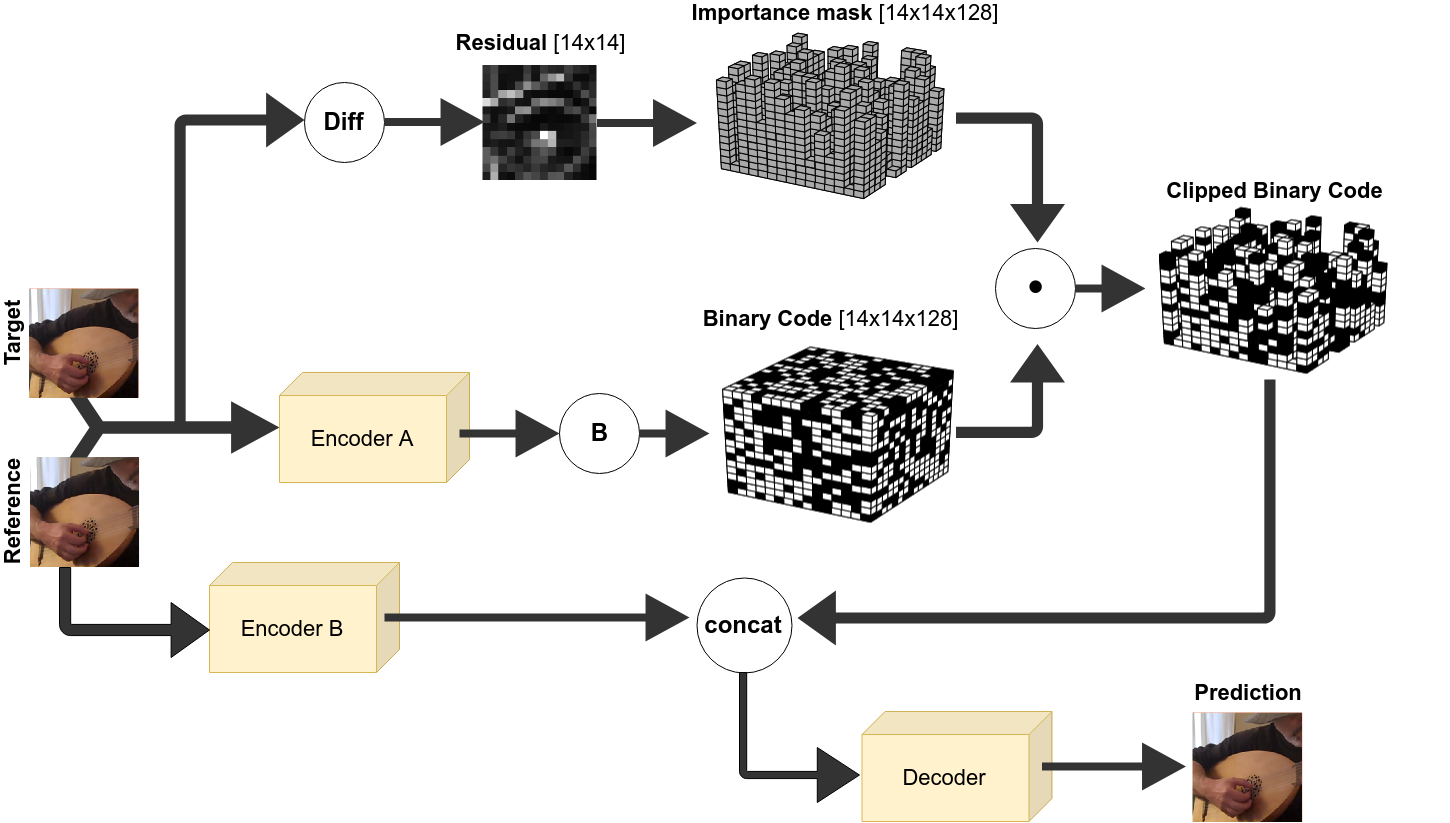 Importance mask [14x14x128]
Residual [14x14]
Diff
Clipped Binary Code
Target
Binary Code [14x14x128]
Encoder A
B
Reference
Encoder B
concat
Prediction
Decoder